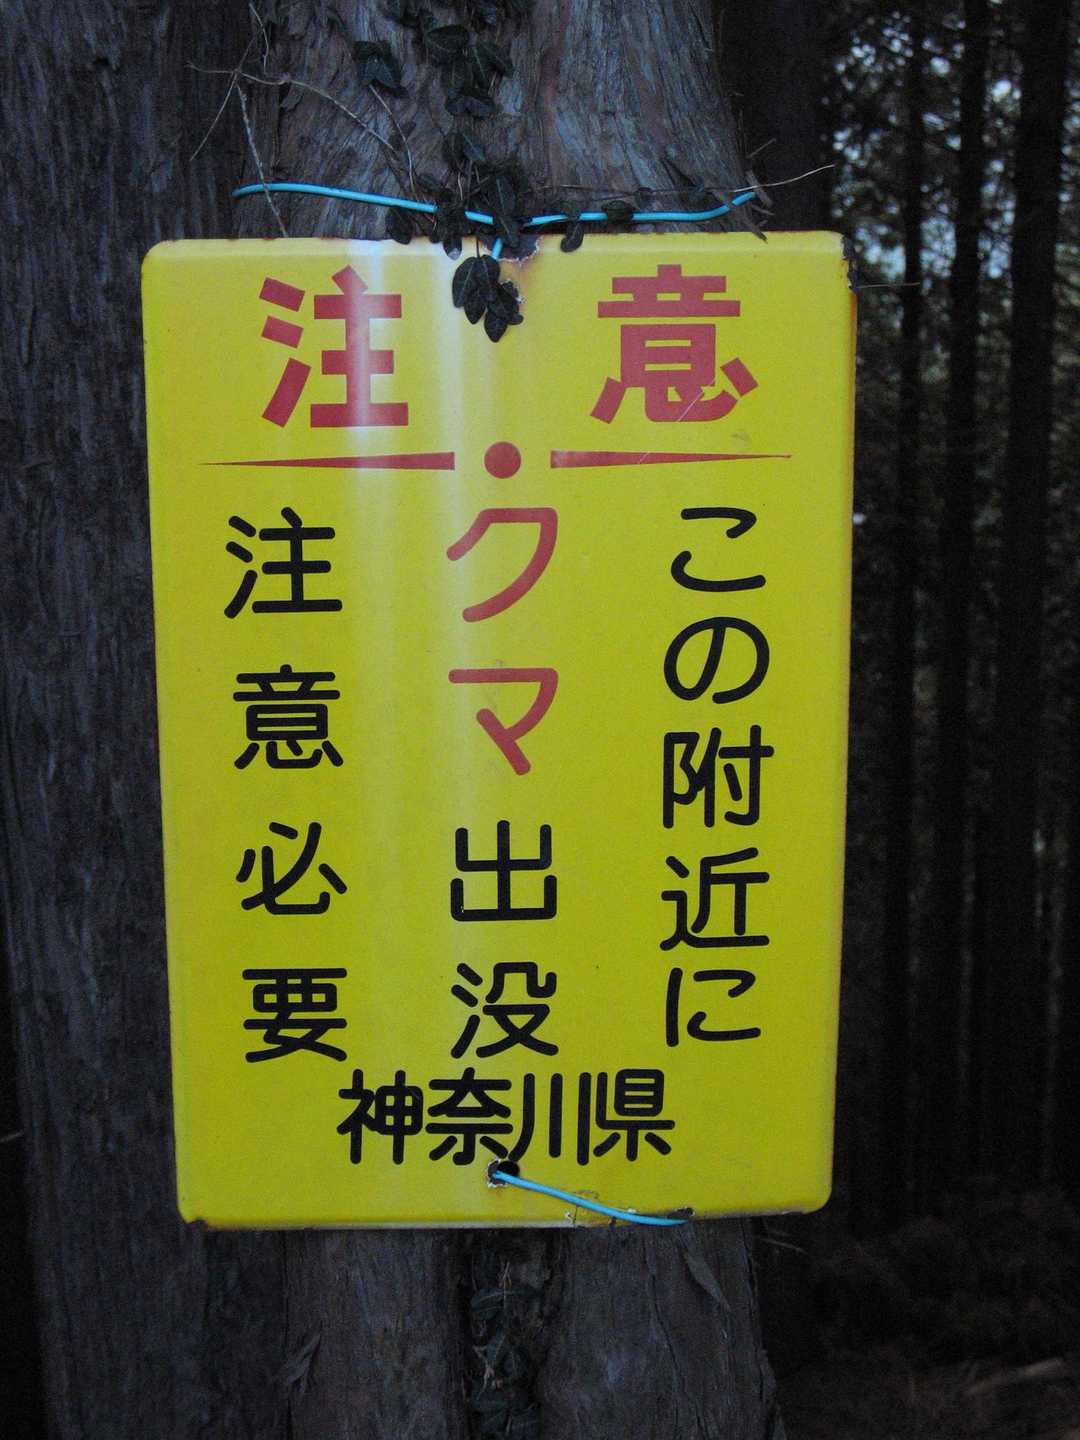 注意
この附近に
クマ出没
注意必要
神奈川県